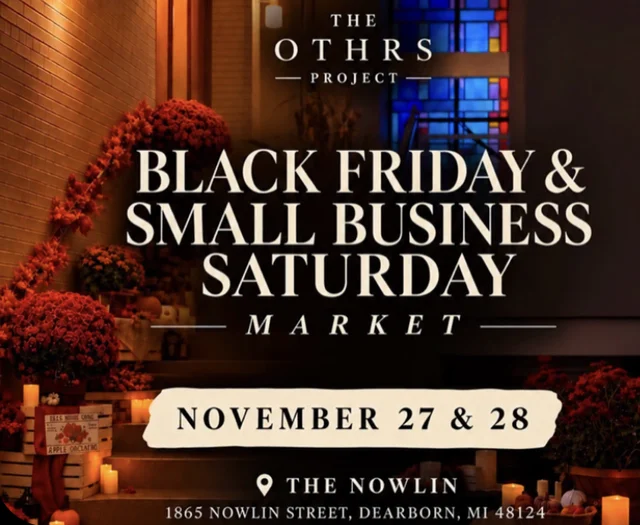 THE
OTHRS
PROJECT
BLACK FRIDAY &
SMALL BUSINESS
SATURDAY
MARKET
NOVEMBER 27 & 28
THE NOWLIN
1865 NOWLIN STREET, DEARBORN, MI 48124